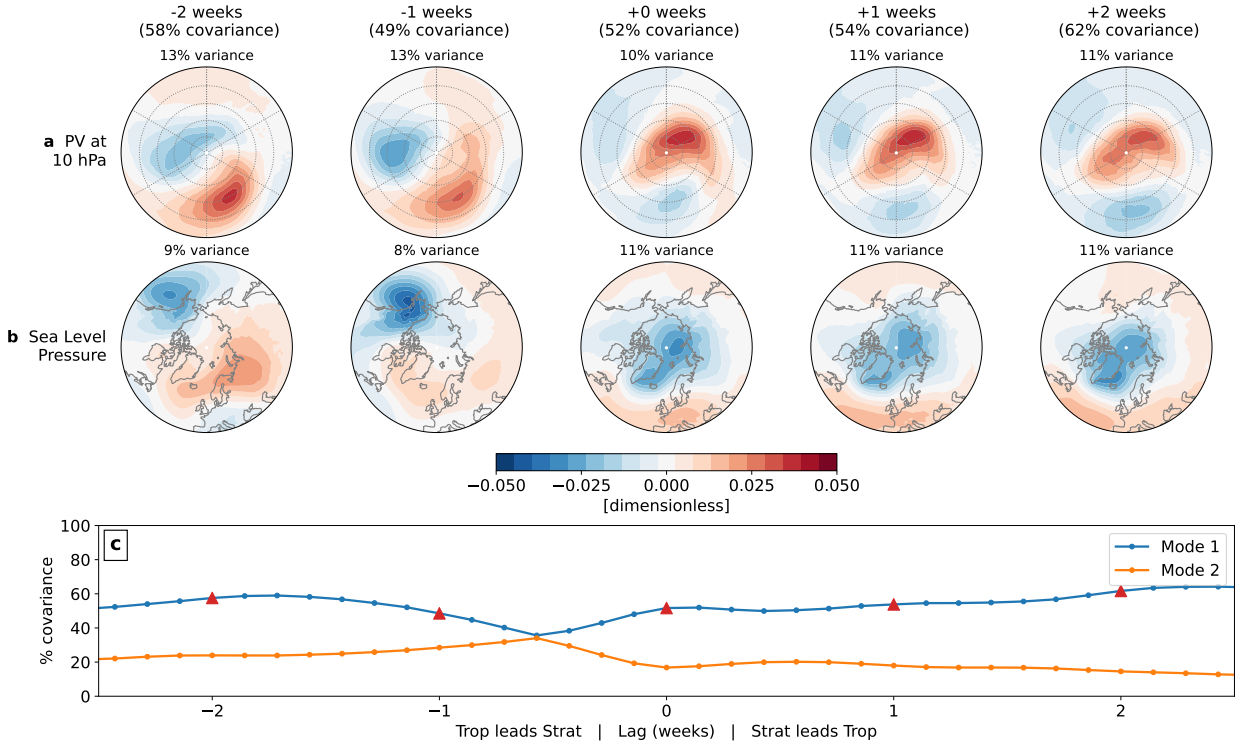 -2 weeks
(58% covariance)
-1 weeks
(49% covariance)
+0 weeks
(52% covariance)
+1 weeks
(54% covariance)
+2 weeks
(62% covariance)
13% variance
13% variance
10% variance
11% variance
11% variance
a PV at
10 hPa
9% variance
8% variance
11% variance
11% variance
11% variance
b Sea Level
Pressure
−0.050
−0.025
0.000
0.025
0.050
[dimensionless]
c
Mode 1
Mode 2
100
80
60
40
20
0
% covariance
−2
−1
0
1
2
Trop leads Strat | Lag (weeks) | Strat leads Trop